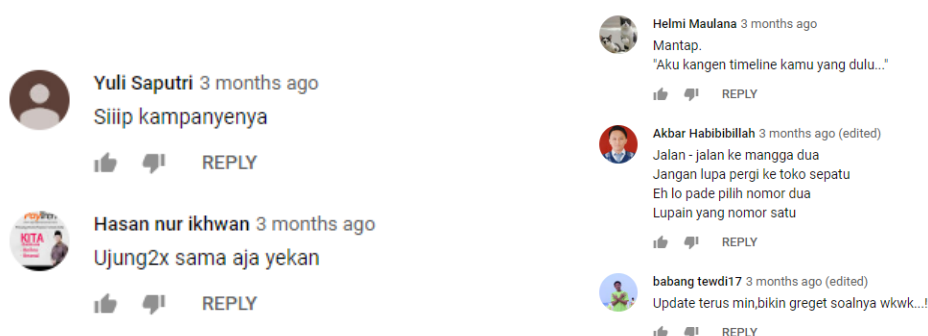 Yuli Saputri 3 months ago
Siiip kampanyenya
REPLY
KITA
Hasan nur ikhwan 3 months ago
Ujung2x sama aja yekan
REPLY
Helmi Maulana 3 months ago
Mantap.
"Aku kangen timeline kamu yang dulu..."
REPLY
Akbar Habibibillah 3 months ago (edited)
Jalan - jalan ke mangga dua
Jangan lupa pergi ke toko sepatu
Eh lo pade pilih nomor dua
Lupain yang nomor satu
REPLY
babang tewdi17 3 months ago (edited)
Update terus min,bikin greget soalnya wkwk...!
REPLY